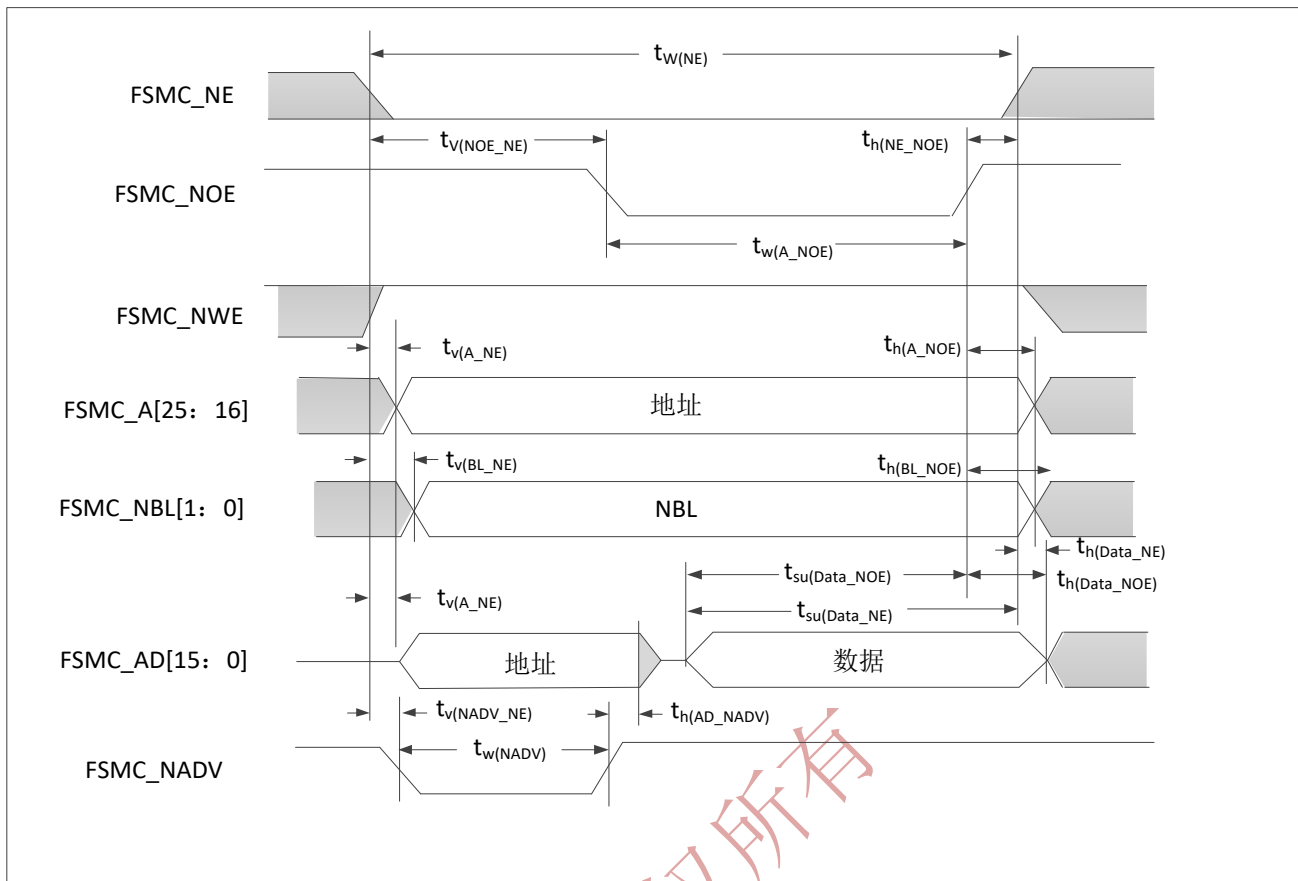 tW(NE)
FSMC_NE
tV(NOE_NE)
th(NE_NOE)
FSMC_NOE
tw(A_NOE)
FSMC_NWE
tv(A_NE)
th(A_NOE)
FSMC_A[25：16]
地址
tv(BL_NE)
th(BL_NOE)
FSMC_NBL[1：0]
NBL
th(Data_NE)
tsu(Data_NOE)
th(Data_NOE)
tv(A_NE)
tsu(Data_NE)
FSMC_AD[15：0]
地址
数据
tv(NADV_NE)
th(AD_NADV)
tw(NADV)
FSMC_NADV
所有